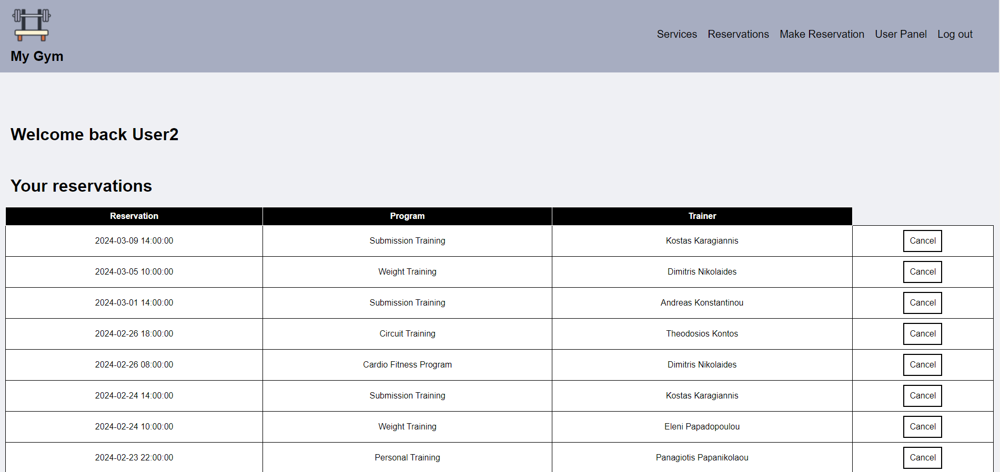 My Gym
Services Reservations Make Reservation User Panel Log out
Welcome back User2
Your reservations
Reservation Program Trainer
2024-03-09 14:00:00 Submission Training Kostas Karagiannis Cancel
2024-03-05 10:00:00 Weight Training Dimitris Nikolaides Cancel
2024-03-01 14:00:00 Submission Training Andreas Konstantinou Cancel
2024-02-26 18:00:00 Circuit Training Theodosios Kontos Cancel
2024-02-26 08:00:00 Cardio Fitness Program Dimitris Nikolaides Cancel
2024-02-24 14:00:00 Submission Training Kostas Karagiannis Cancel
2024-02-24 10:00:00 Weight Training Eleni Papadopoulou Cancel
2024-02-23 22:00:00 Personal Training Panagiotis Papanikolaou Cancel